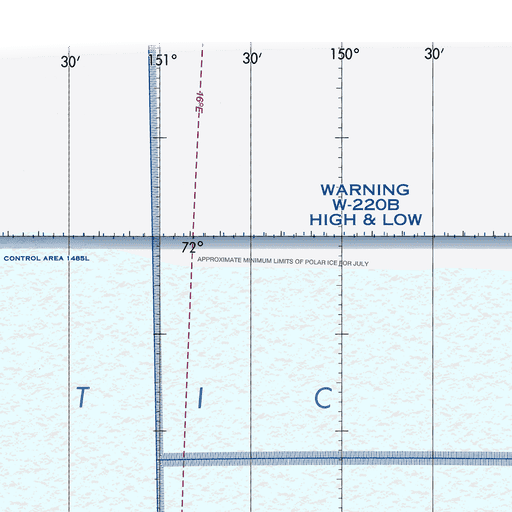 30′ 151° 30′ 150° 30′
16°E
WARNING
W-220B
HIGH & LOW
72°
CONTROL AREA 1485L
APPROXIMATE MINIMUM LIMITS OF POLAR ICE FOR JULY
T I C